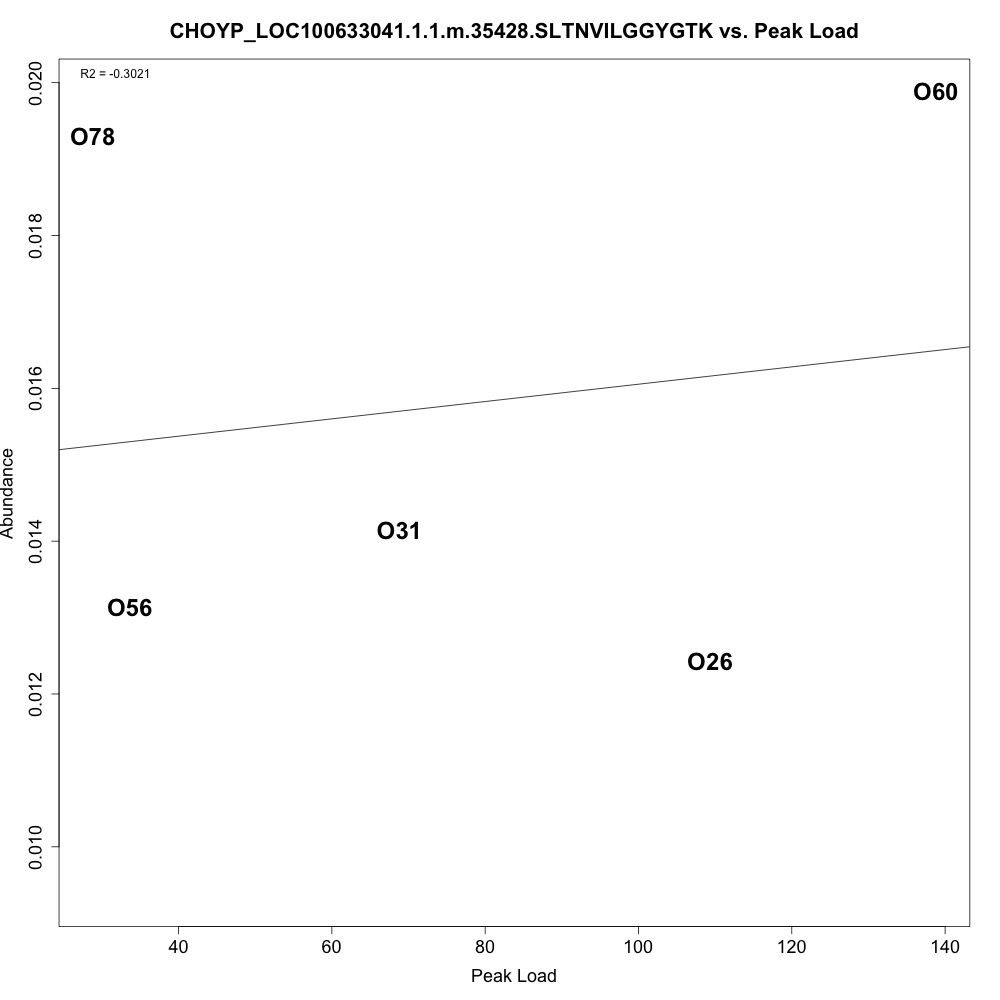 CHOYP_LOC100633041.1.1.m.35428.SLTNVILGGYGTK vs. Peak Load
R2 = -0.3021
0.020
O60
O78
0.018
0.016
Abundance
O31
0.014
O56
O26
0.012
0.010
40 60 80 100 120 140
Peak Load